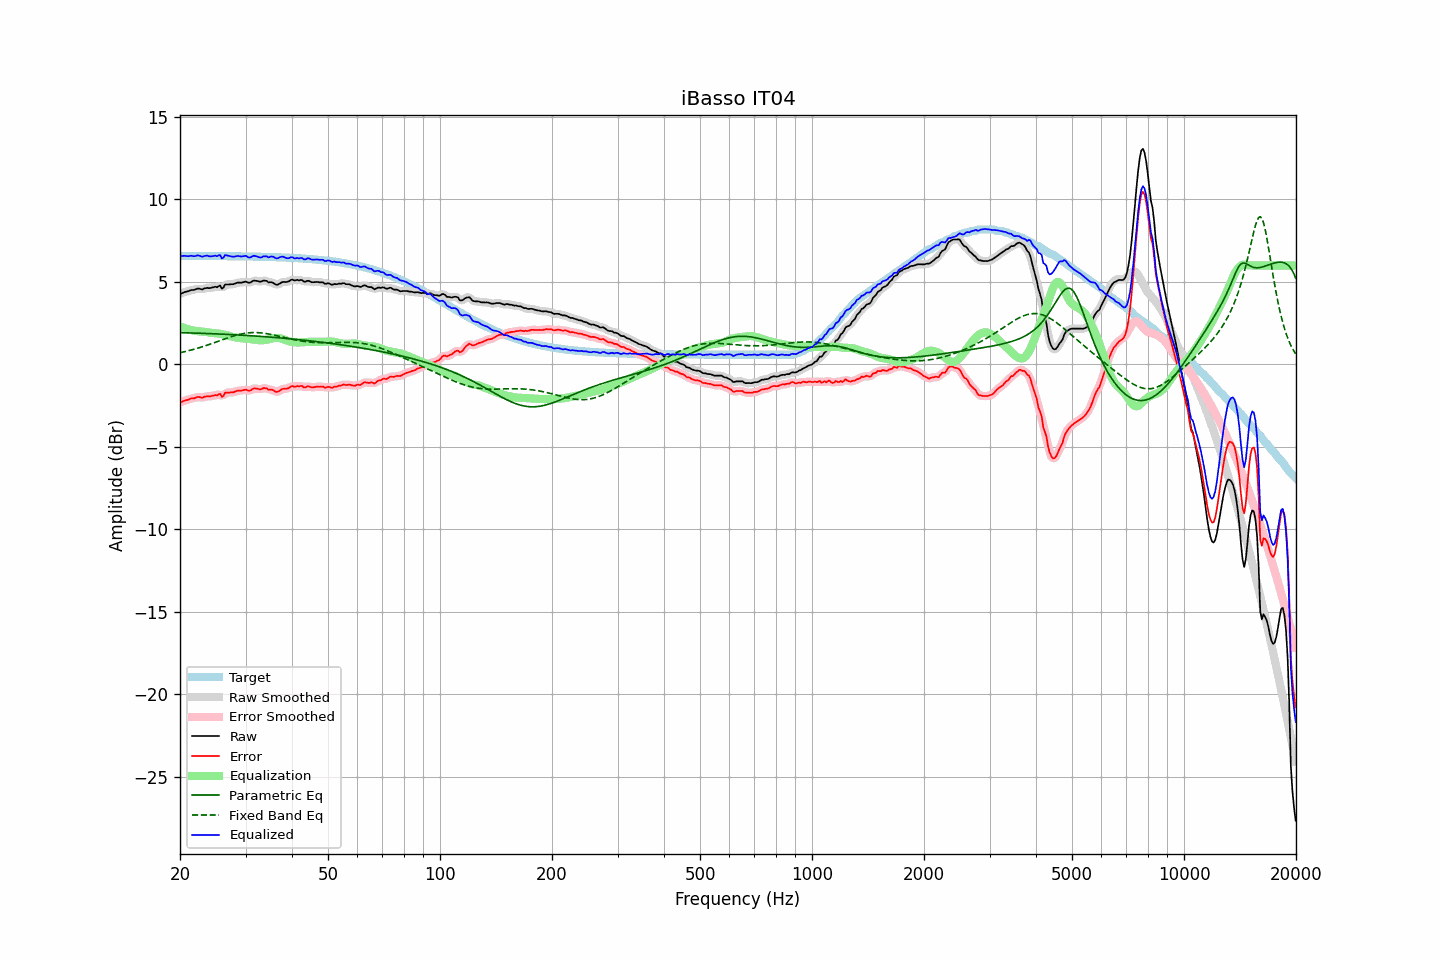 iBasso IT04
Amplitude (dBr)
15
10
5
0
−5
−10
−15
−20
−25
Target
Raw Smoothed
Error Smoothed
Raw
Error
Equalization
Parametric Eq
Fixed Band Eq
Equalized
20 50 100 200 500 1000 2000 5000 10000 20000
Frequency (Hz)